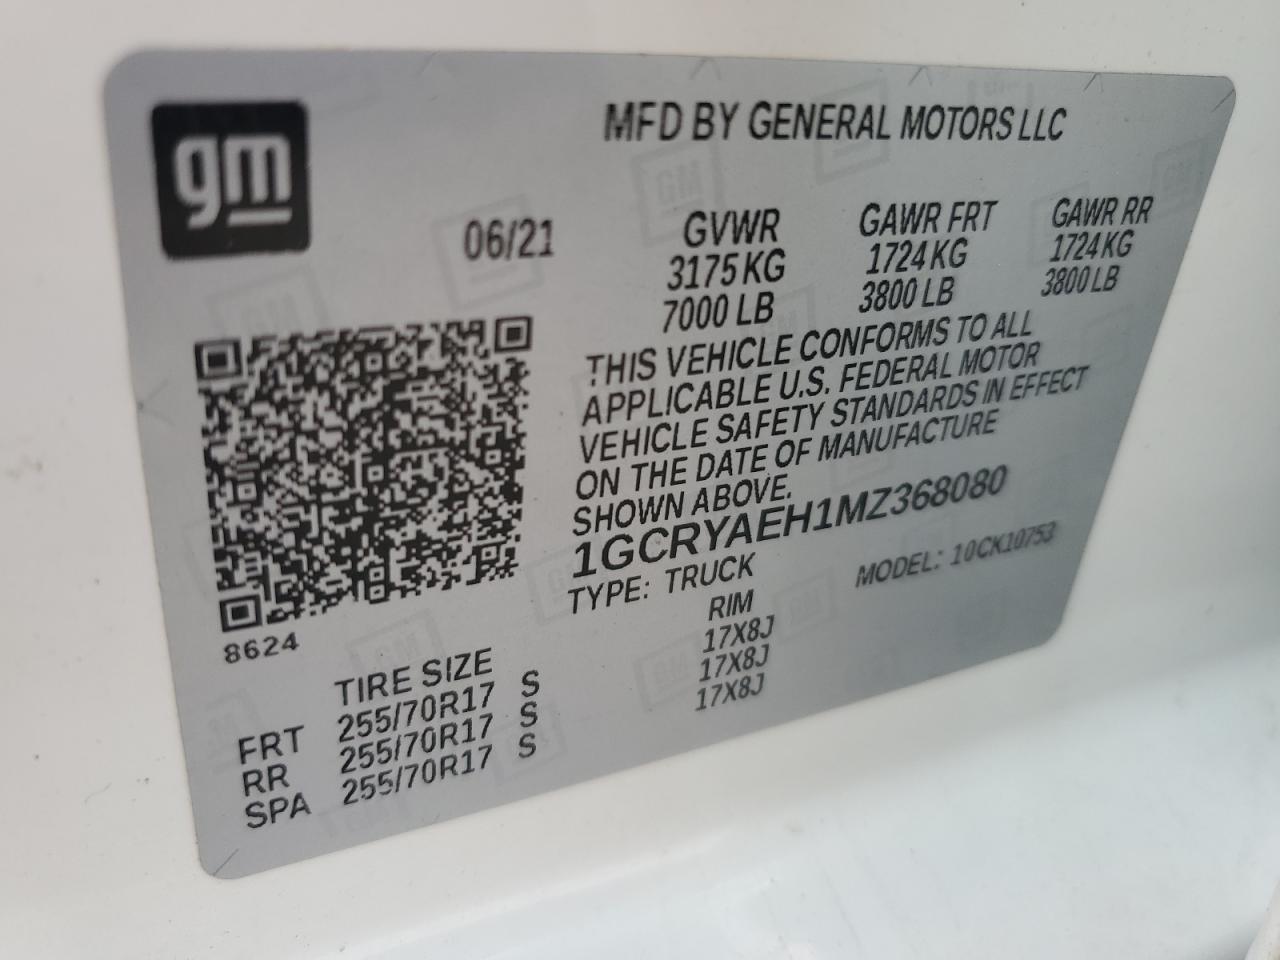 gm
MFD BY GENERAL MOTORS LLC
06/21
GVWR GAWR FRT GAWR RR
3175 KG 1724 KG 1724 KG
7000 LB 3800 LB 3800 LB
THIS VEHICLE CONFORMS TO ALL
APPLICABLE U.S. FEDERAL MOTOR
VEHICLE SAFETY STANDARDS IN EFFECT
ON THE DATE OF MANUFACTURE
SHOWN ABOVE.
1GCRYAEH1MZ368080
TYPE: TRUCK MODEL: 10CK10753
8624
TIRE SIZE RIM
FRT 255/70R17 S 17X8J
RR 255/70R17 S 17X8J
SPA 255/70R17 S 17X8J